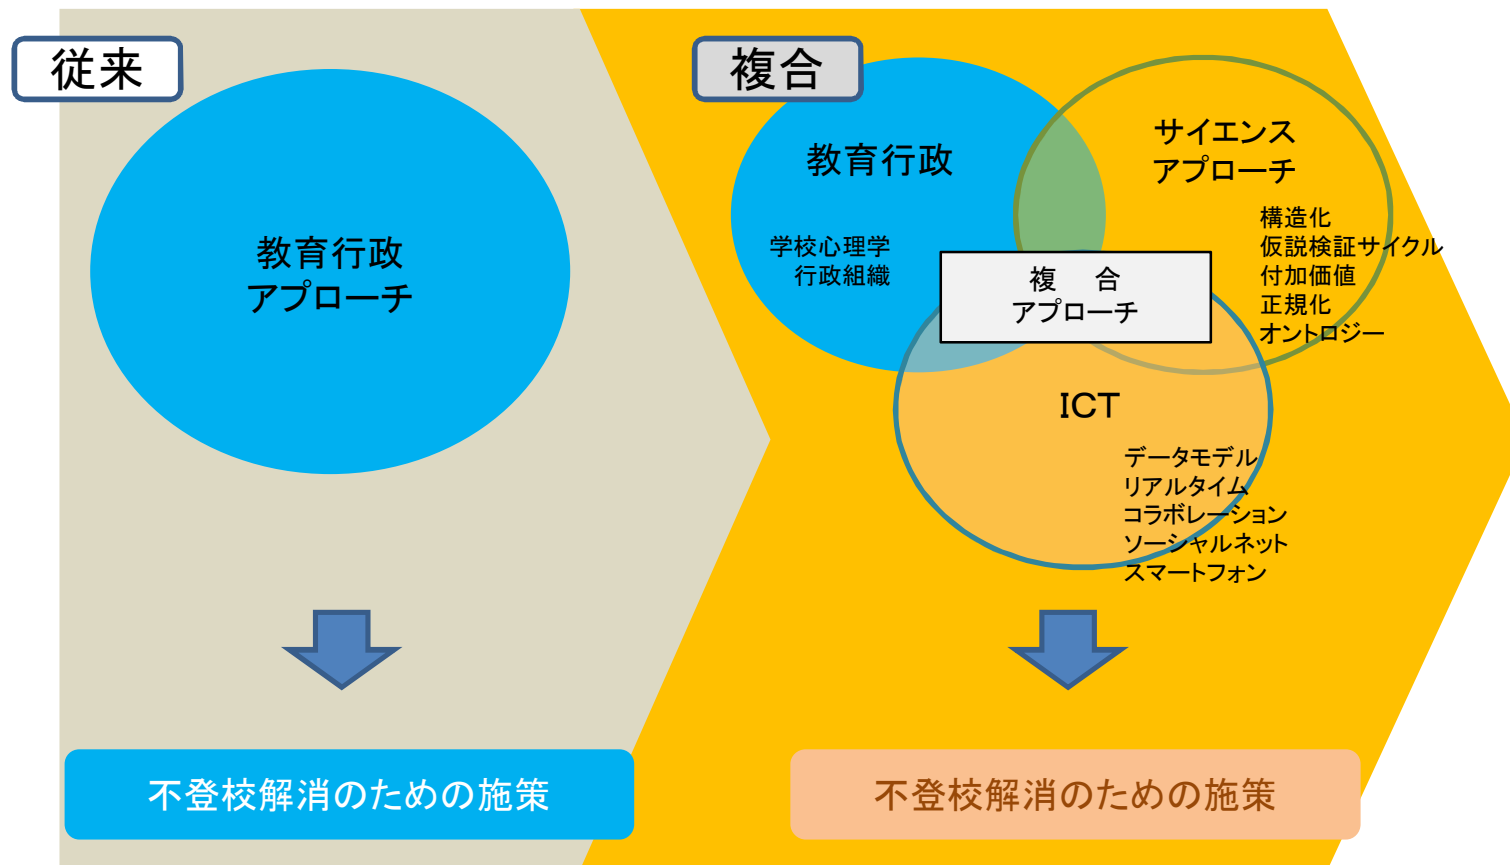 従来
教育行政
アプローチ
不登校解消のための施策
複合
教育行政
学校心理学
行政組織
サイエンス
アプローチ
構造化
仮説検証サイクル
付加価値
正規化
オントロジー
複　合
アプローチ
ICT
データモデル
リアルタイム
コラボレーション
ソーシャルネット
スマートフォン
不登校解消のための施策